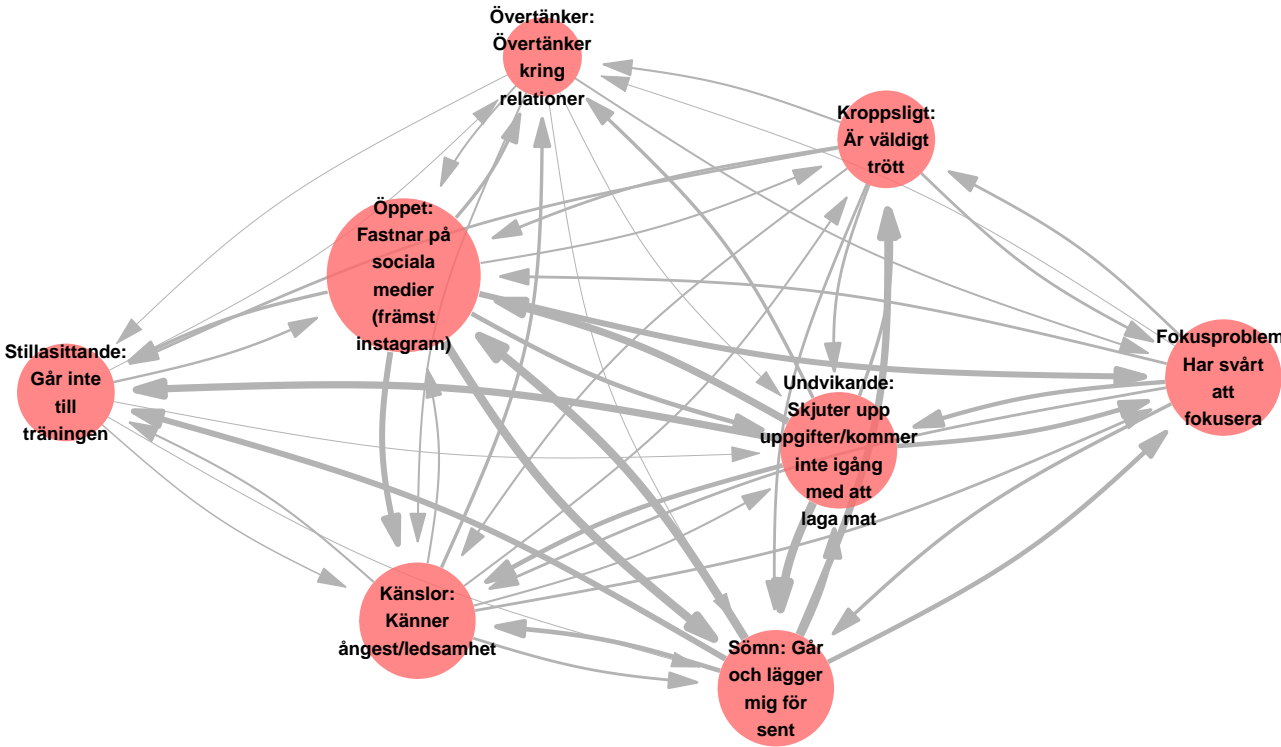 Övertänker:
Övertänker
kring
relationer
Kroppsligt:
Är väldigt
trött
Öppet:
Fastnar på
sociala
medier
(främst
instagram)
Stillasittande:
Går inte
till
träningen
Fokusproblem
Har svårt
att
fokusera
Undvikande:
Skjuter upp
uppgifter/kommer
inte igång
med att
laga mat
Känslor:
Känner
ångest/ledsamhet
Sömn: Går
och lägger
mig för
sent